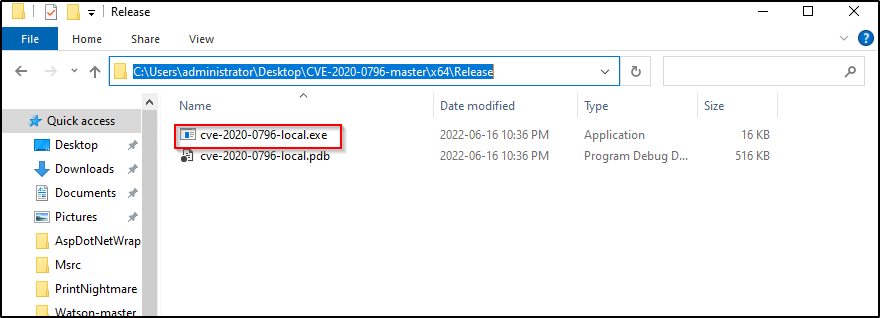 Release
File Home Share View
C:\Users\administrator\Desktop\CVE-2020-0796-master\x64\Release
Name Date modified Type Size
Quick access
cve-2020-0796-local.exe 2022-06-16 10:36 PM Application 16 KB
Desktop
cve-2020-0796-local.pdb 2022-06-16 10:36 PM Program Debug D... 516 KB
Downloads
Documents
Pictures
AspDotNetWrap
Msrc
PrintNightmare
Watson-master